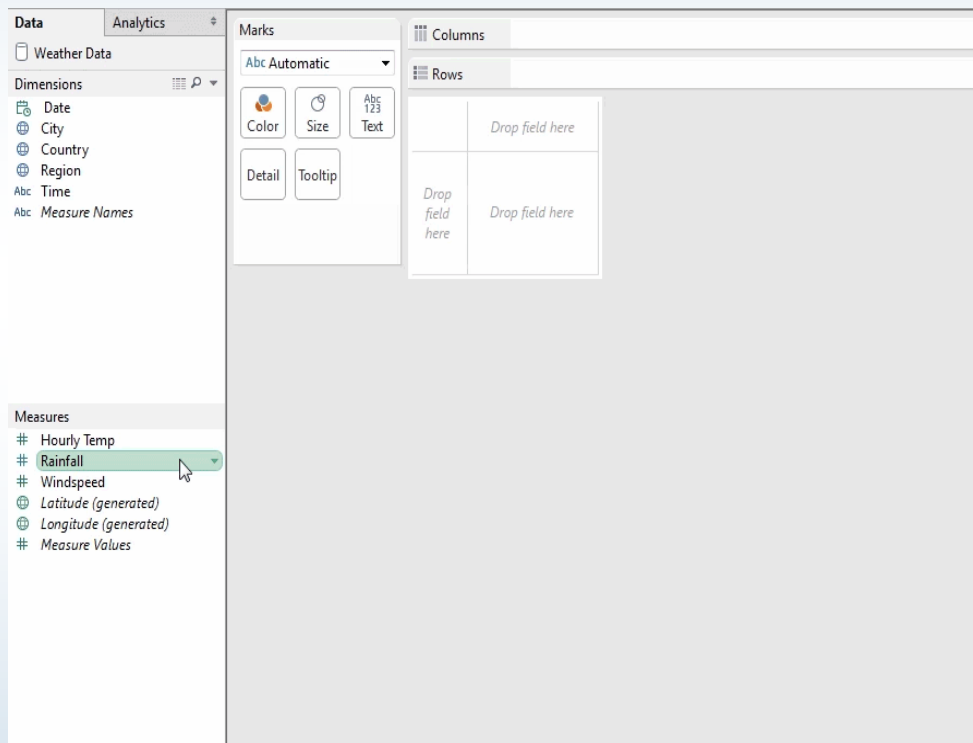 Data
Analytics
Weather Data
Dimensions
Date
City
Country
Region
Abc Time
Abc Measure Names
Measures
Hourly Temp
Rainfall
Windspeed
Latitude (generated)
Longitude (generated)
Measure Values
Marks
Abc Automatic
Color
Size
Abc
123
Text
Detail
Tooltip
Columns
Rows
Drop field here
Drop
field
here
Drop field here